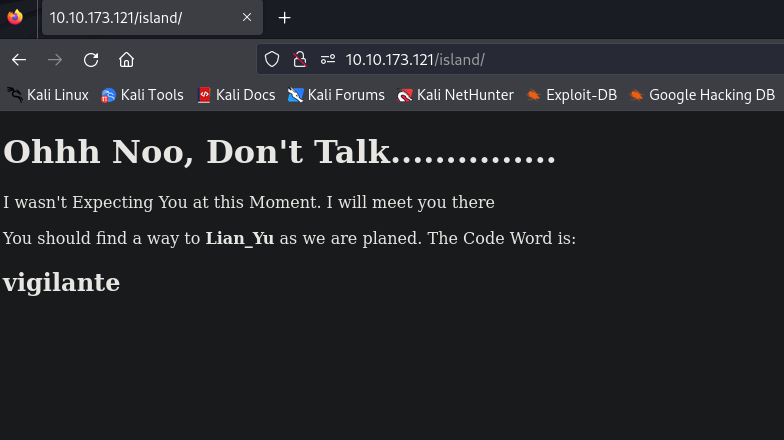 10.10.173.121/island/
10.10.173.121/island/
Kali Linux Kali Tools Kali Docs Kali Forums Kali NetHunter Exploit-DB Google Hacking DB
Ohhh Noo, Don't Talk...............
I wasn't Expecting You at this Moment. I will meet you there
You should find a way to Lian_Yu as we are planed. The Code Word is:
vigilante